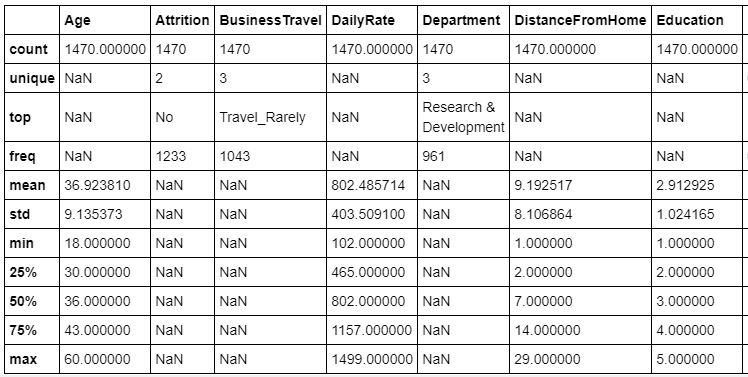 Age Attrition BusinessTravel DailyRate Department DistanceFromHome Education
count 1470.000000 1470 1470 1470.000000 1470 1470.000000 1470.000000
unique NaN 2 3 NaN 3 NaN NaN
top NaN No Travel_Rarely NaN Research & Development NaN NaN
freq NaN 1233 1043 NaN 961 NaN NaN
mean 36.923810 NaN NaN 802.485714 NaN 9.192517 2.912925
std 9.135373 NaN NaN 403.509100 NaN 8.106864 1.024165
min 18.000000 NaN NaN 102.000000 NaN 1.000000 1.000000
25% 30.000000 NaN NaN 465.000000 NaN 2.000000 2.000000
50% 36.000000 NaN NaN 802.000000 NaN 7.000000 3.000000
75% 43.000000 NaN NaN 1157.000000 NaN 14.000000 4.000000
max 60.000000 NaN NaN 1499.000000 NaN 29.000000 5.000000